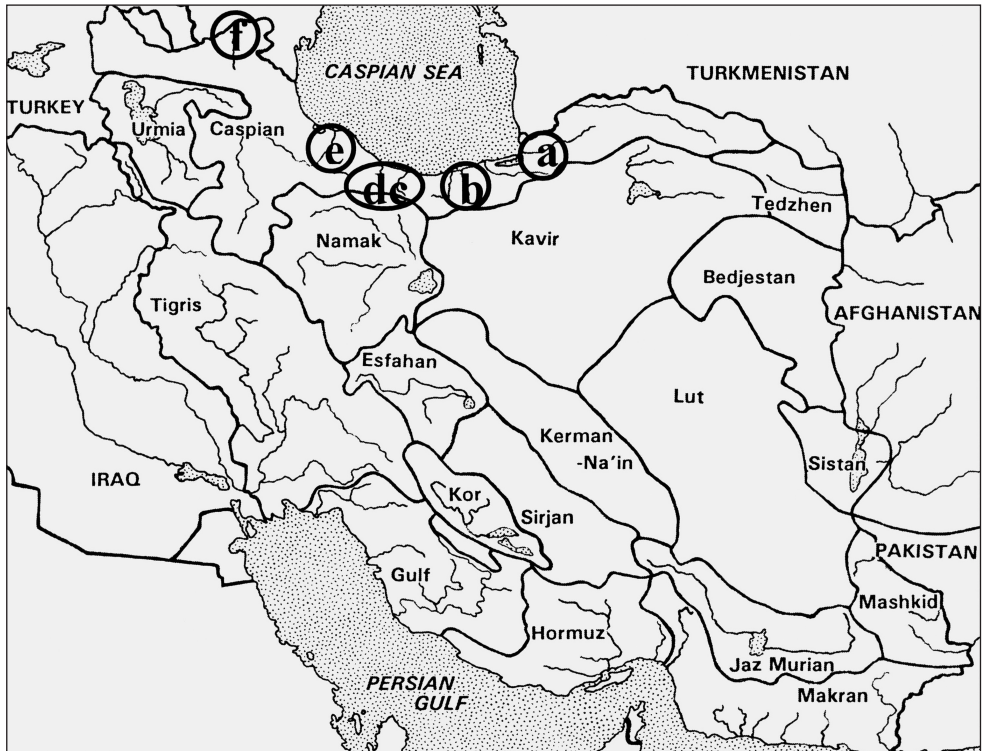 f
CASPIAN SEA
TURKMENISTAN
TURKEY
Urmia
Caspian
e
a
dc
b
Tedzhen
Namak
Kavir
Bedjestan
Tigris
AFGHANISTAN
Esfahan
Lut
Kerman
-Na'in
Sistan
IRAQ
Kor
Sirjan
PAKISTAN
Gulf
Mashkid
Hormuz
Jaz Murian
PERSIAN
GULF
Makran